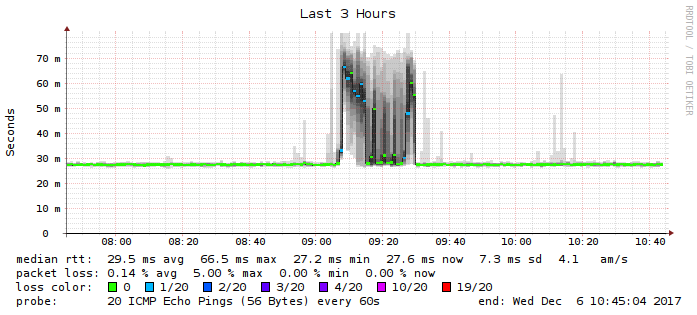 Last 3 Hours
RRDTOOL / TOBI OETIKER
Seconds
70 m
60 m
50 m
40 m
30 m
20 m
10 m
0
08:00 08:20 08:40 09:00 09:20 09:40 10:00 10:20 10:40
median rtt: 29.5 ms avg 66.5 ms max 27.2 ms min 27.6 ms now 7.3 ms sd 4.1 am/s
packet loss: 0.14 % avg 5.00 % max 0.00 % min 0.00 % now
loss color: 0 1/20 2/20 3/20 4/20 10/20 19/20
probe: 20 ICMP Echo Pings (56 Bytes) every 60s end: Wed Dec 6 10:45:04 2017